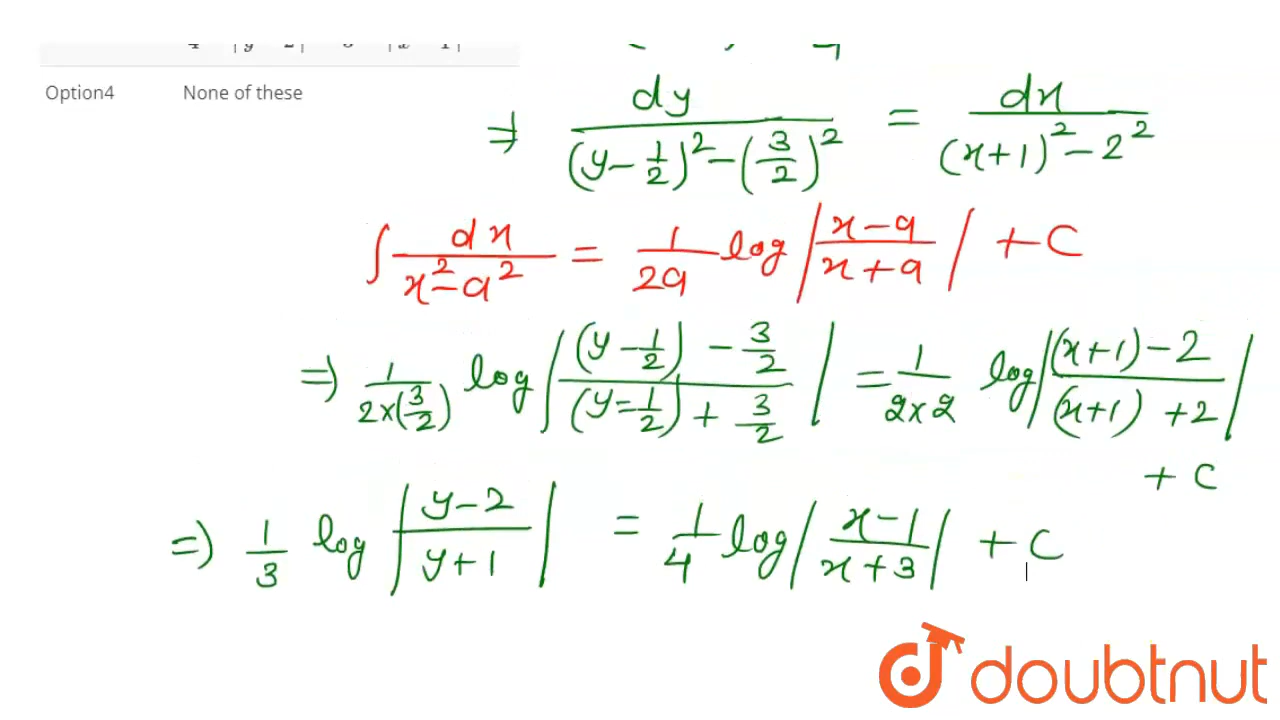 Option4 None of these
⇒ dy/((y-1/2)²-(3/2)²) = dx/((x+1)²-2²)
∫ dx/(x²-a²) = 1/2a log|(x-a)/(x+a)| + C
⇒ 1/(2×(3/2)) log|((y-1/2)-3/2)/((y-1/2)+3/2)| = 1/(2×2) log|((x+1)-2)/((x+1)+2)|
+ C
⇒ 1/3 log|(y-2)/(y+1)| = 1/4 log|(x-1)/(x+3)| + C
doubtnut